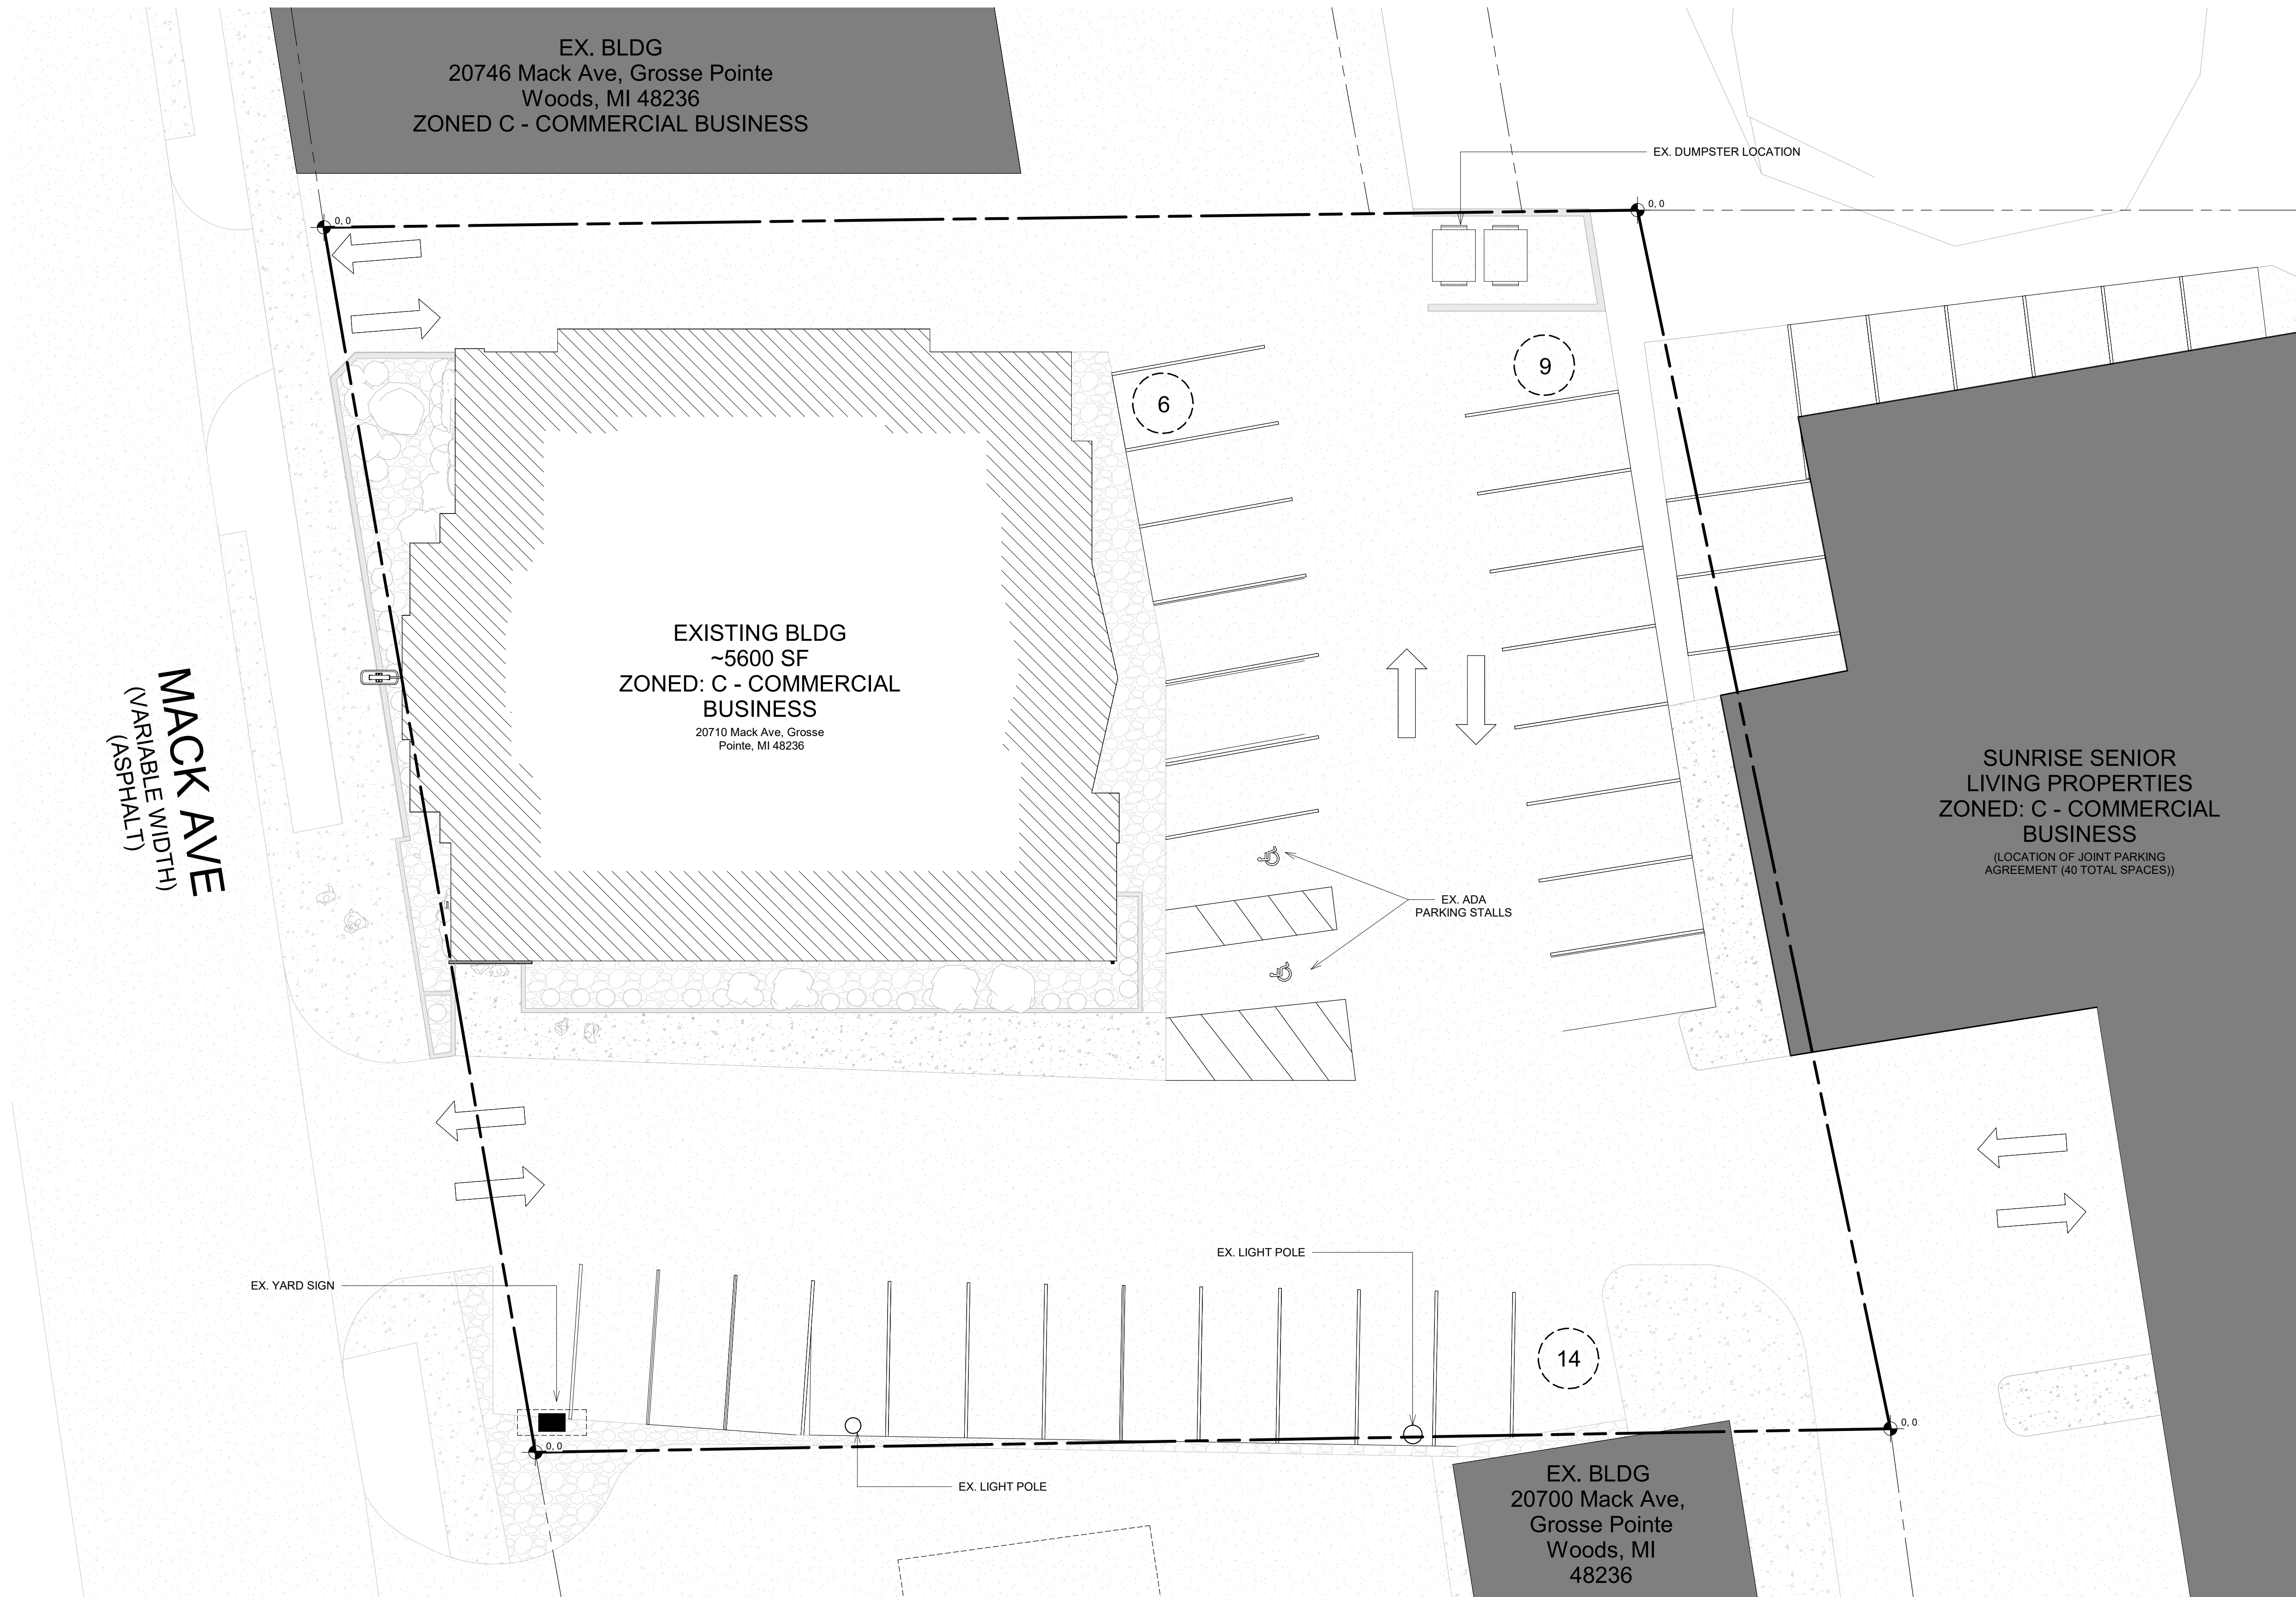 EX. BLDG
20746 Mack Ave, Grosse Pointe
Woods, MI 48236
ZONED C - COMMERCIAL BUSINESS
EX. DUMPSTER LOCATION
0, 0
0, 0
9
6
EXISTING BLDG
~5600 SF
ZONED: C - COMMERCIAL
BUSINESS
20710 Mack Ave, Grosse
Pointe, MI 48236
MACK AVE
(VARIABLE WIDTH)
(ASPHALT)
SUNRISE SENIOR
LIVING PROPERTIES
ZONED: C - COMMERCIAL
BUSINESS
(LOCATION OF JOINT PARKING
AGREEMENT (40 TOTAL SPACES))
EX. ADA
PARKING STALLS
EX. LIGHT POLE
EX. YARD SIGN
14
0, 0
0, 0
EX. LIGHT POLE
EX. BLDG
20700 Mack Ave,
Grosse Pointe
Woods, MI
48236